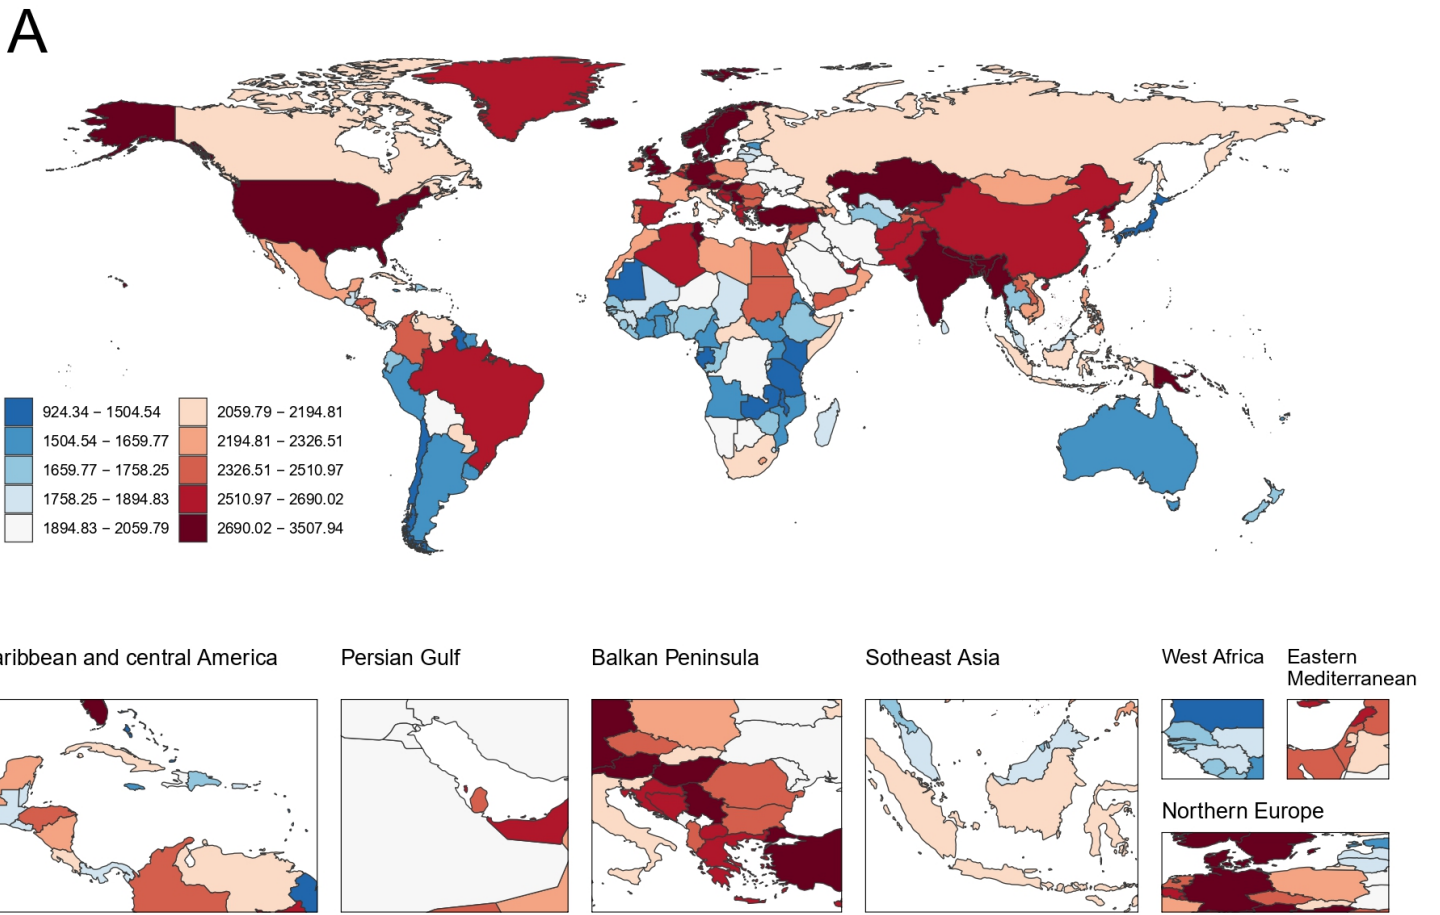 A
924.34 – 1504.54
1504.54 – 1659.77
1659.77 – 1758.25
1758.25 – 1894.83
1894.83 – 2059.79
2059.79 – 2194.81
2194.81 – 2326.51
2326.51 – 2510.97
2510.97 – 2690.02
2690.02 – 3507.94
aribbean and central America
Persian Gulf
Balkan Peninsula
Sotheast Asia
West Africa
Eastern
Mediterranean
Northern Europe